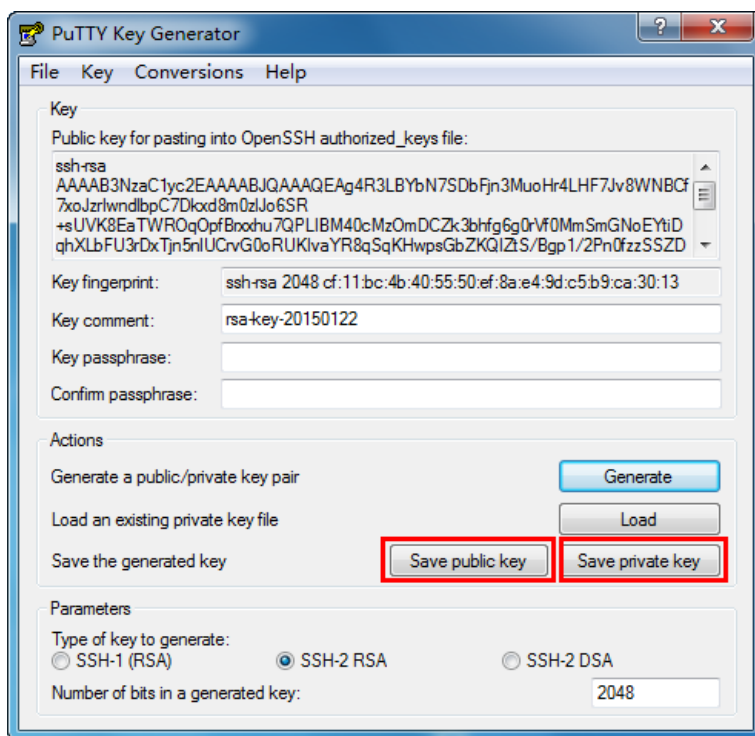 PuTTY Key Generator
File Key Conversions Help
Key
Public key for pasting into OpenSSH authorized_keys file:
ssh-rsa
AAAAB3NzaC1yc2EAAAABJQAAAQEAg4R3LBYbN7SDbFjn3MuoHr4LHF7Jv8WNBCf
7xoJzrlwndlbpC7Dkxd8m0zlJo6SR
+sUVK8EaTWROqOpfBrxxhu7QPLIBM40cMzOmDCZk3bhfg6g0rVf0MmSmGNoEYtiD
qhXLbFU3rDxTjn5nlUCrvG0oRUKlvaYR8qSqKHwpsGbZKQIZtS/Bgp1/2Pn0fzzSSZD
Key fingerprint: ssh-rsa 2048 cf:11:bc:4b:40:55:50:ef:8a:e4:9d:c5:b9:ca:30:13
Key comment: rsa-key-20150122
Key passphrase:
Confirm passphrase:
Actions
Generate a public/private key pair Generate
Load an existing private key file Load
Save the generated key Save public key Save private key
Parameters
Type of key to generate:
SSH-1 (RSA) SSH-2 RSA SSH-2 DSA
Number of bits in a generated key: 2048